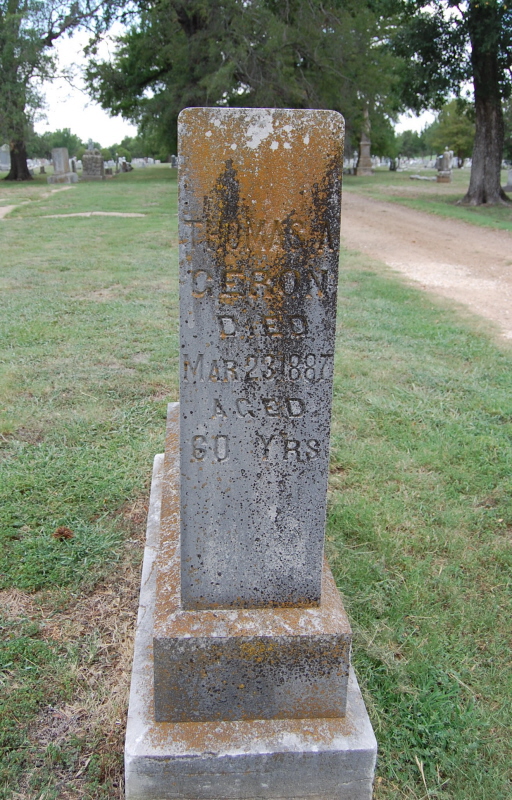 THOMAS A
CERON
DIED
MAR 23 1887
AGED
60 YRS